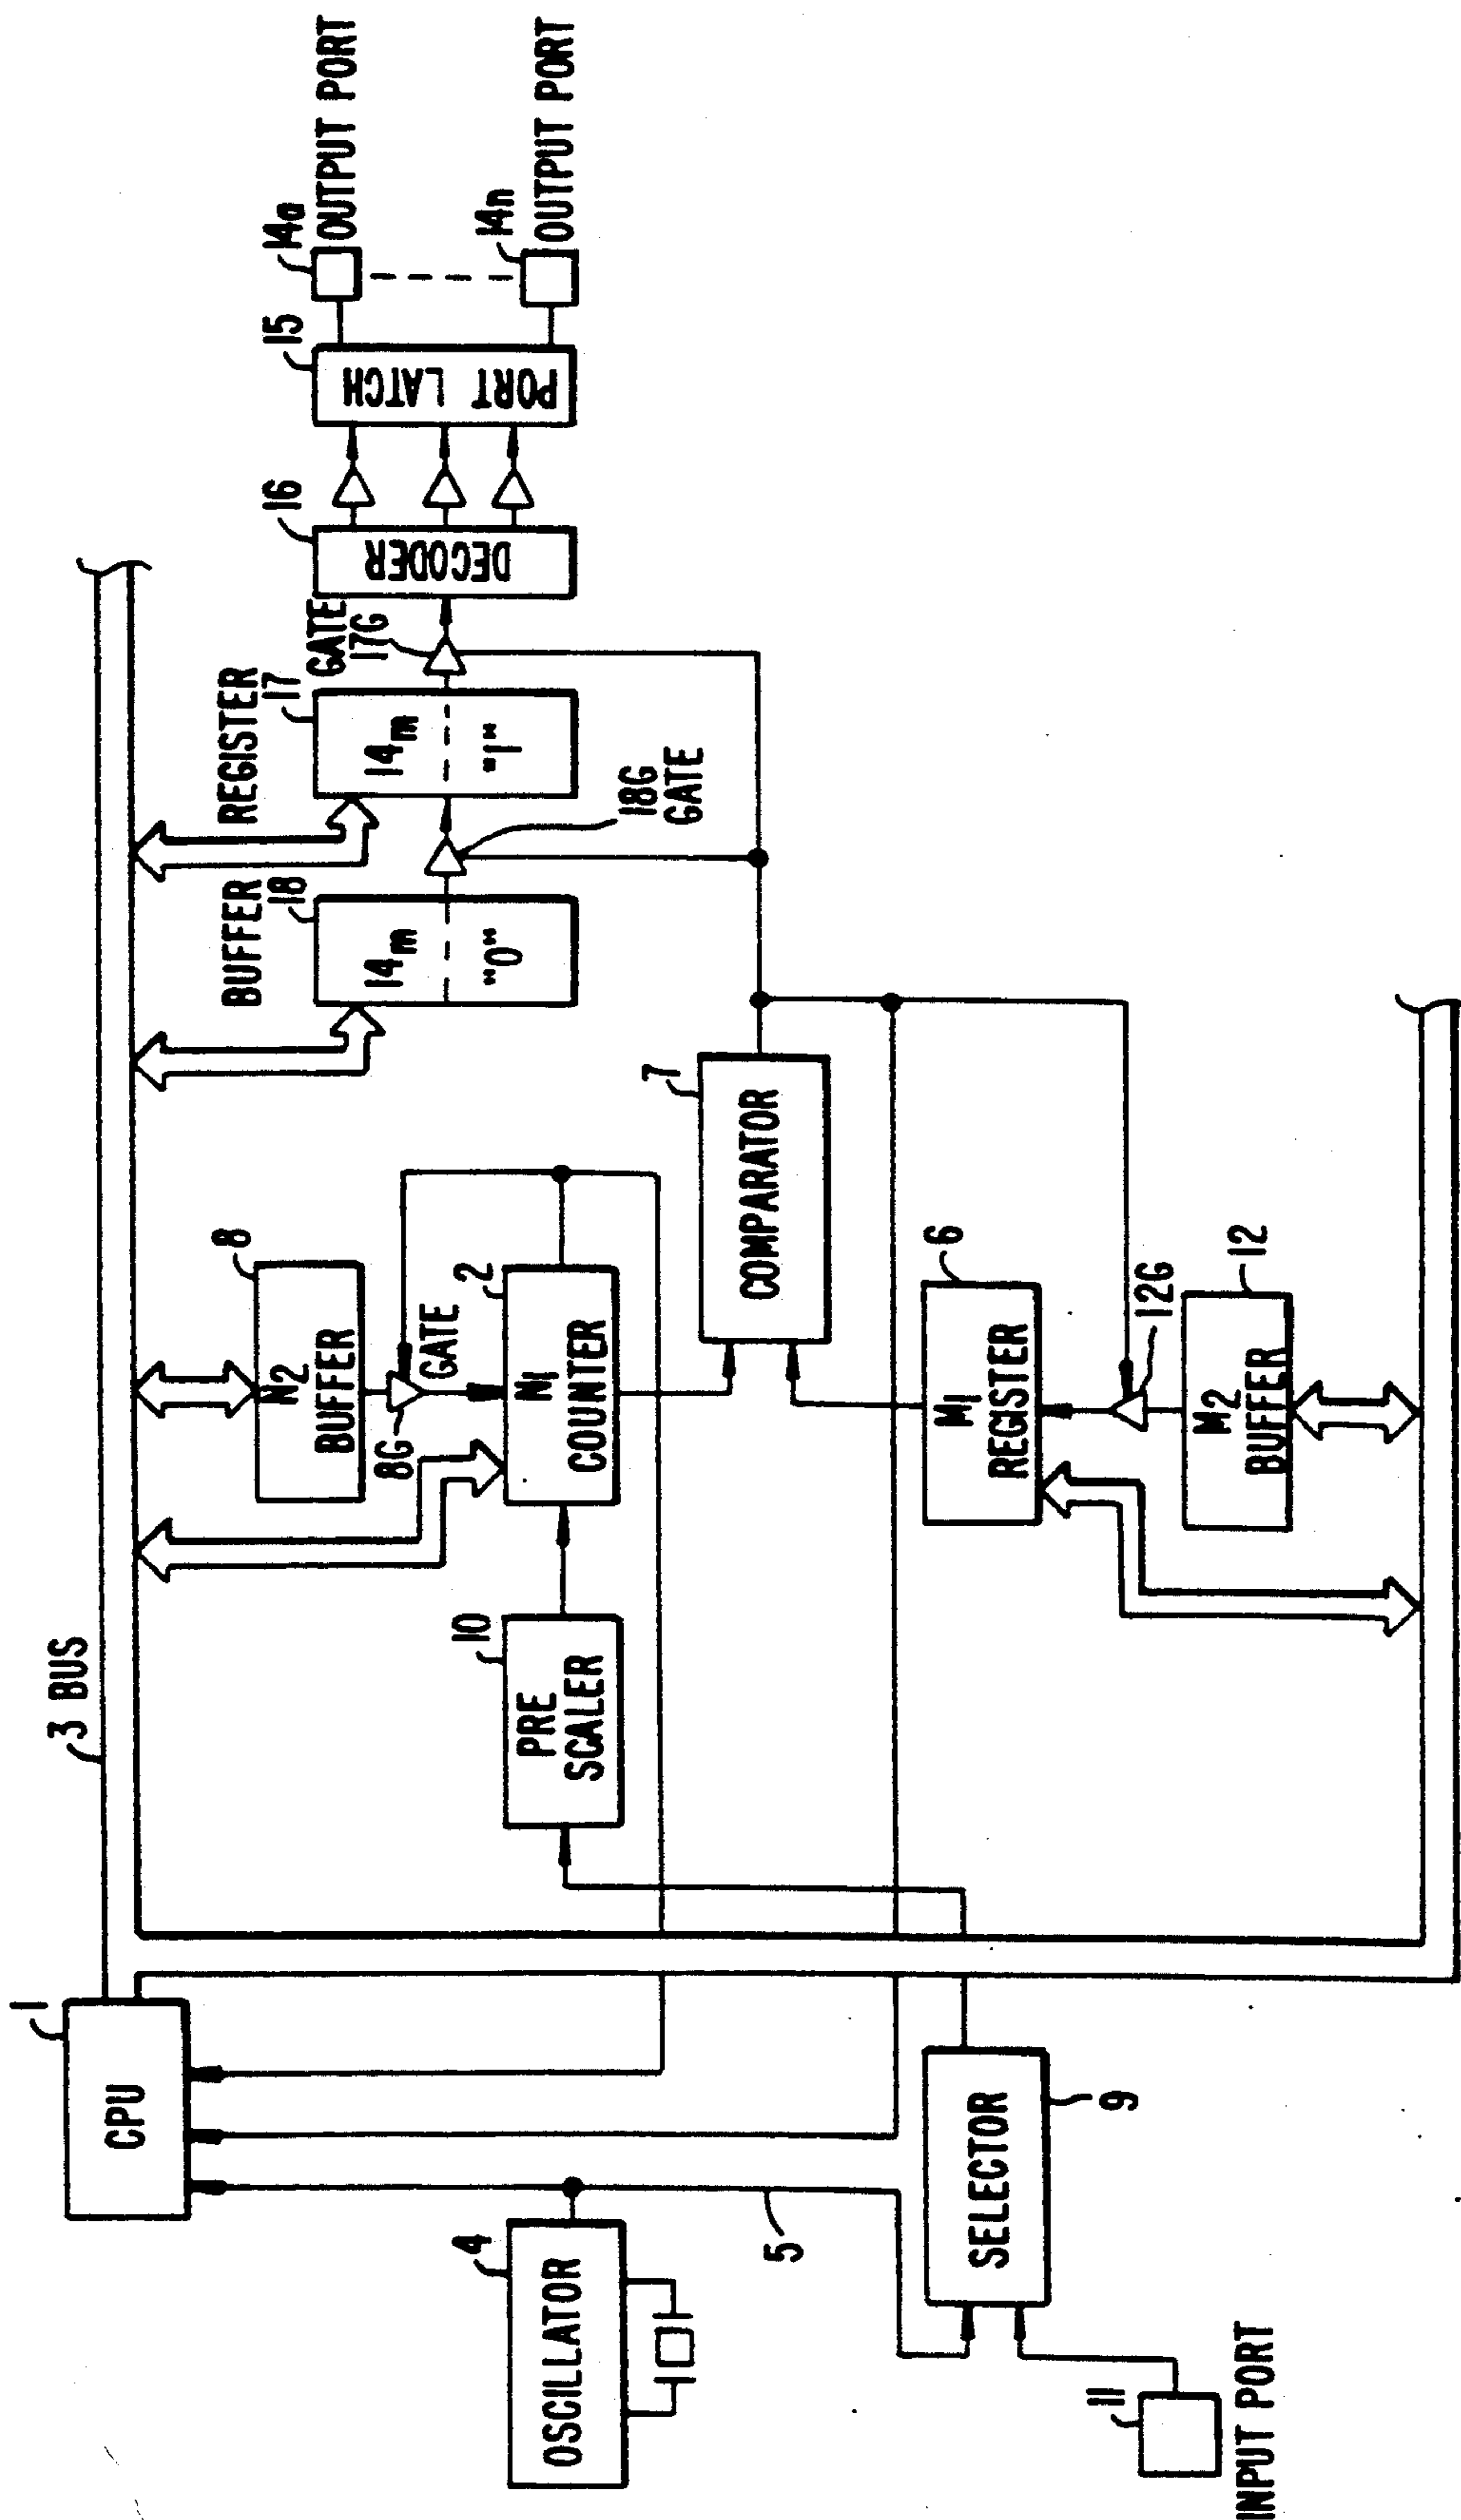 1
CPU
3 BUS
4
OSCILLATOR
5
SELECTOR
9
11
INPUT PORT
10
PRE
SCALER
8
N2
BUFFER
8G
GATE
2
N1
COUNTER
7
COMPARATOR
6
M1
REGISTER
12G
12
M2
BUFFER
BUFFER
18
14m
"0"
18G
GATE
REGISTER
17
14m
"1"
GATE
17G
16
DECODER
15
PORT LATCH
14a
OUTPUT PORT
14n
OUTPUT PORT